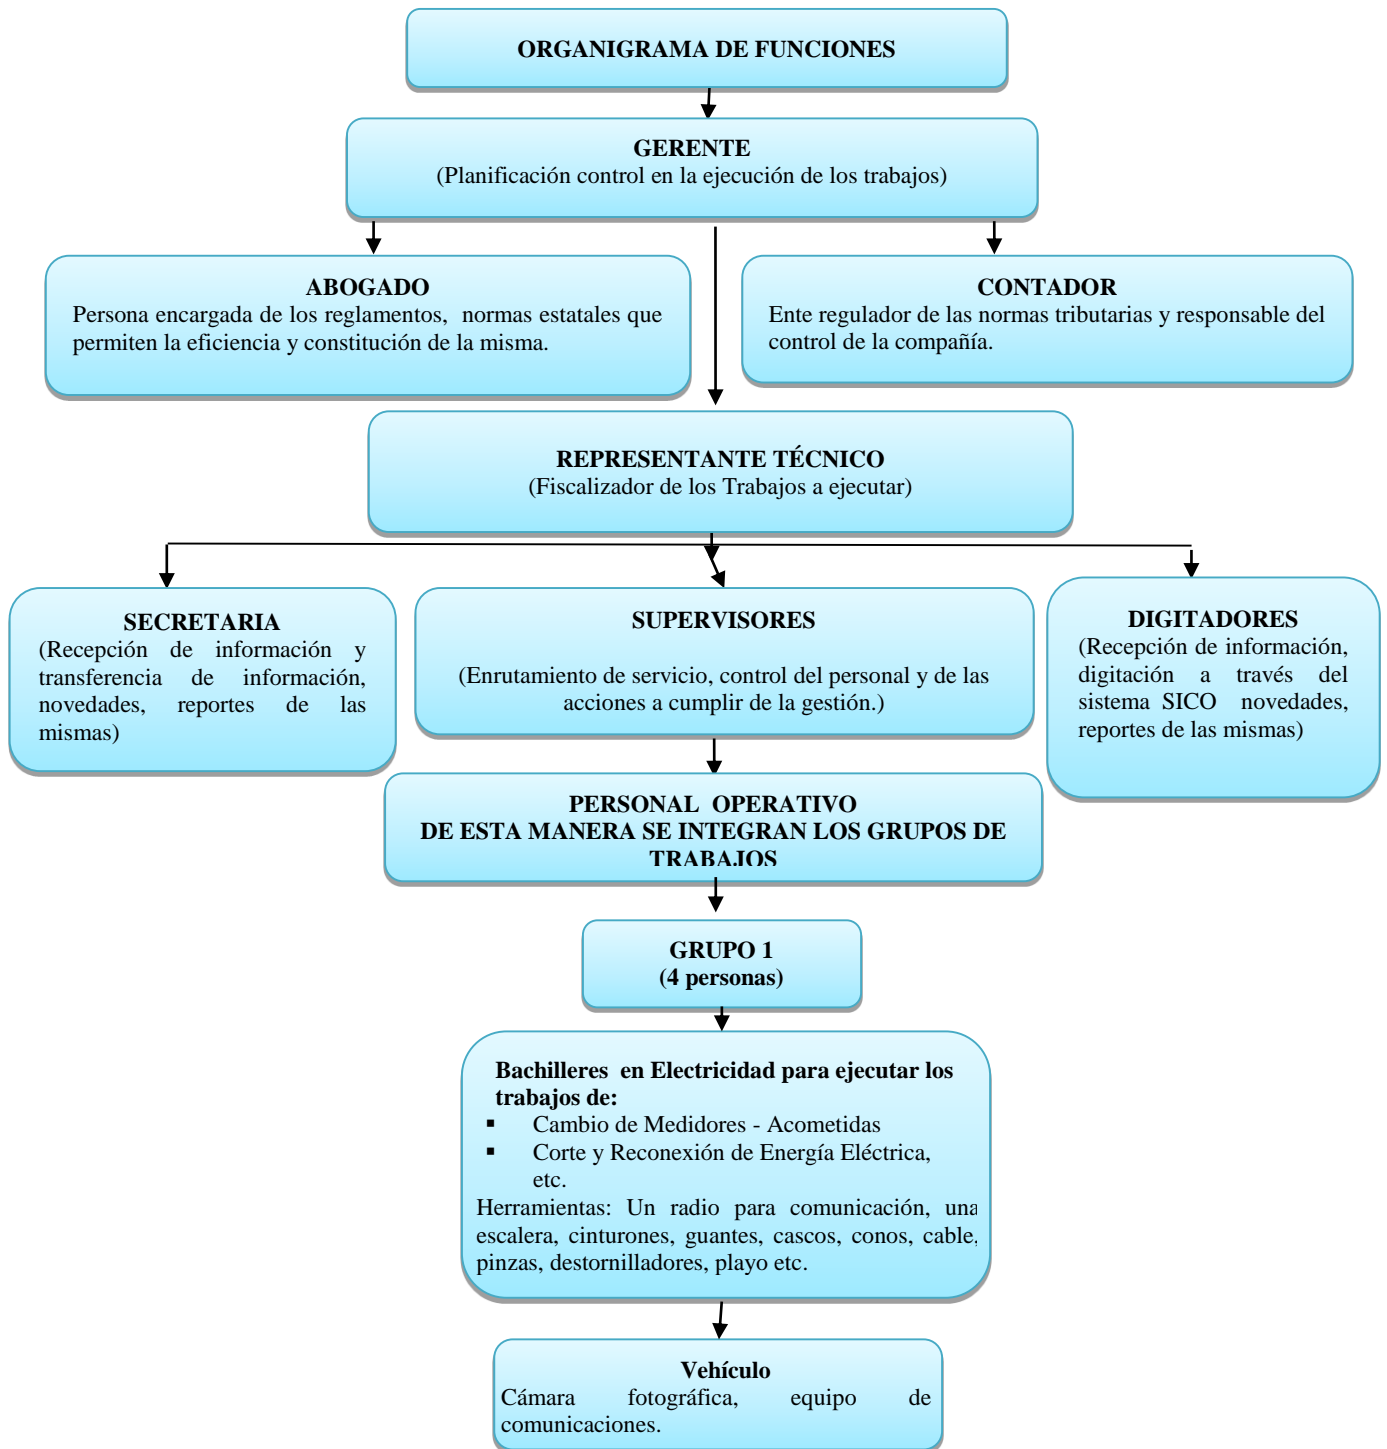 ORGANIGRAMA DE FUNCIONES
GERENTE
(Planificación control en la ejecución de los trabajos)
ABOGADO
Persona encargada de los reglamentos, normas estatales que
permiten la eficiencia y constitución de la misma.
CONTADOR
Ente regulador de las normas tributarias y responsable del
control de la compañía.
REPRESENTANTE TÉCNICO
(Fiscalizador de los Trabajos a ejecutar)
SECRETARIA
(Recepción de información y
transferencia de información,
novedades, reportes de las
mismas)
SUPERVISORES
(Enrutamiento de servicio, control del personal y de las
acciones a cumplir de la gestión.)
DIGITADORES
(Recepción de información,
digitación a través del
sistema SICO novedades,
reportes de las mismas)
PERSONAL OPERATIVO
DE ESTA MANERA SE INTEGRAN LOS GRUPOS DE
TRABAJOS
GRUPO 1
(4 personas)
Bachilleres en Electricidad para ejecutar los
trabajos de:
▪ Cambio de Medidores - Acometidas
▪ Corte y Reconexión de Energía Eléctrica,
etc.
Herramientas: Un radio para comunicación, una
escalera, cinturones, guantes, cascos, conos, cable,
pinzas, destornilladores, playo etc.
Vehículo
Cámara fotográfica, equipo de
comunicaciones.